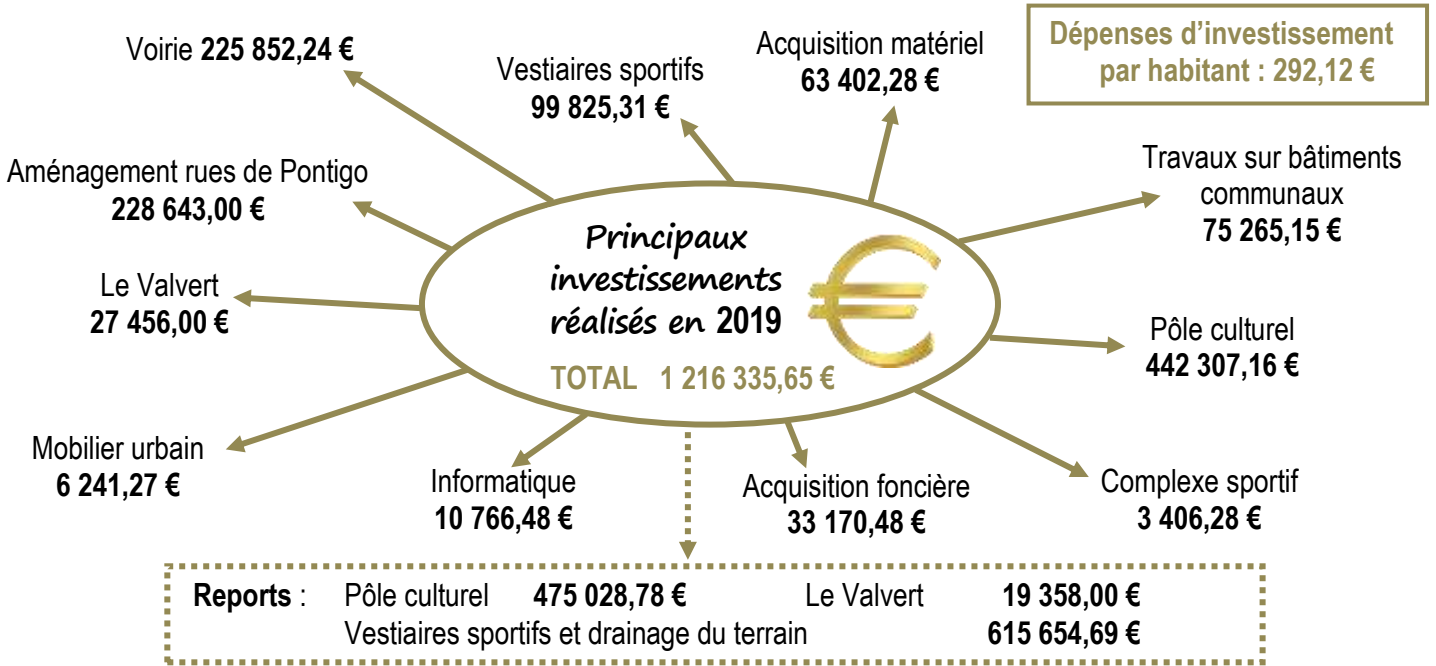 Voirie 225 852,24 €
Vestiaires sportifs
99 825,31 €
Acquisition matériel
63 402,28 €
Dépenses d’investissement
par habitant : 292,12 €
Aménagement rues de Pontigo
228 643,00 €
Travaux sur bâtiments
communaux
75 265,15 €
Le Valvert
27 456,00 €
Principaux
investissements
réalisés en 2019
TOTAL 1 216 335,65 €
€
Pôle culturel
442 307,16 €
Mobilier urbain
6 241,27 €
Informatique
10 766,48 €
Acquisition foncière
33 170,48 €
Complexe sportif
3 406,28 €
Reports : Pôle culturel 475 028,78 € Le Valvert 19 358,00 €
Vestiaires sportifs et drainage du terrain 615 654,69 €